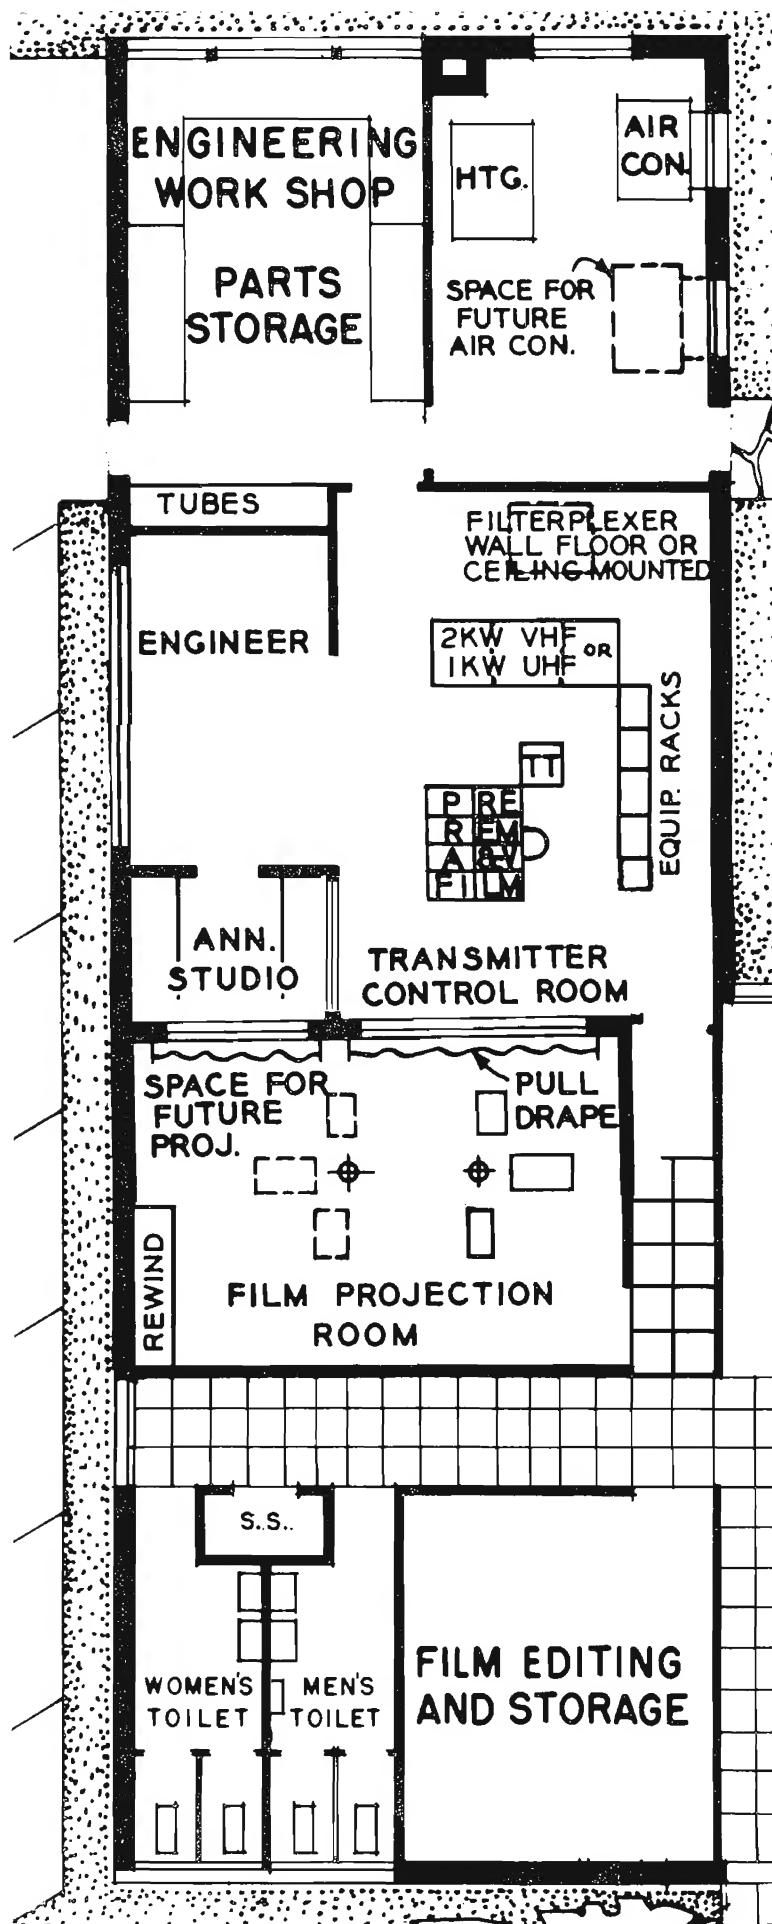 ENGINEERING
WORK SHOP
PARTS
STORAGE
HTG.
AIR
CON.
SPACE FOR
FUTURE
AIR CON.
TUBES
FILTERPLEXER
WALL FLOOR OR
CEILING MOUNTED
ENGINEER
2KW VHF OR
1KW UHF
EQUIP. RACKS
TT
P RE
R EM
A &V
FILM
ANN.
STUDIO
TRANSMITTER
CONTROL ROOM
SPACE FOR
FUTURE
PROJ.
PULL
DRAPE
REWIND
FILM PROJECTION
ROOM
S.S.
WOMEN'S
TOILET
MEN'S
TOILET
FILM EDITING
AND STORAGE